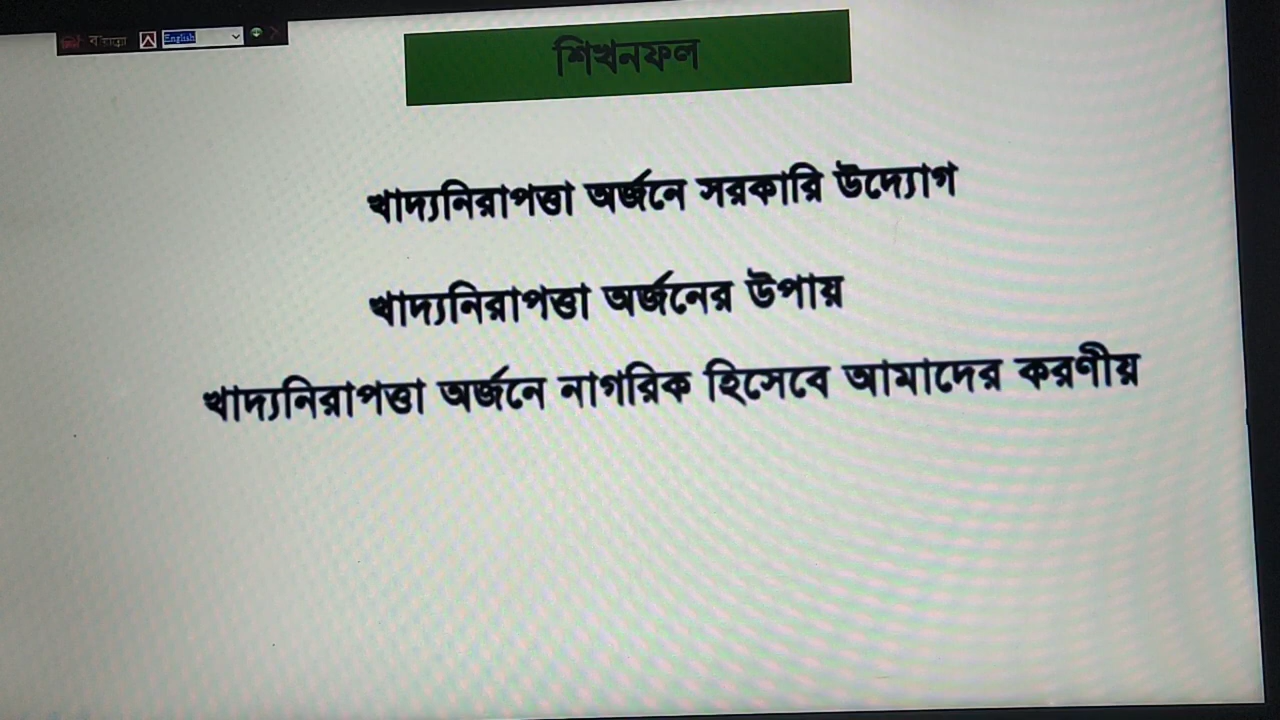 English
শিখনফল
খাদ্যনিরাপত্তা অর্জনে সরকারি উদ্যোগ
খাদ্যনিরাপত্তা অর্জনের উপায়
খাদ্যনিরাপত্তা অর্জনে নাগরিক হিসেবে আমাদের করণীয়